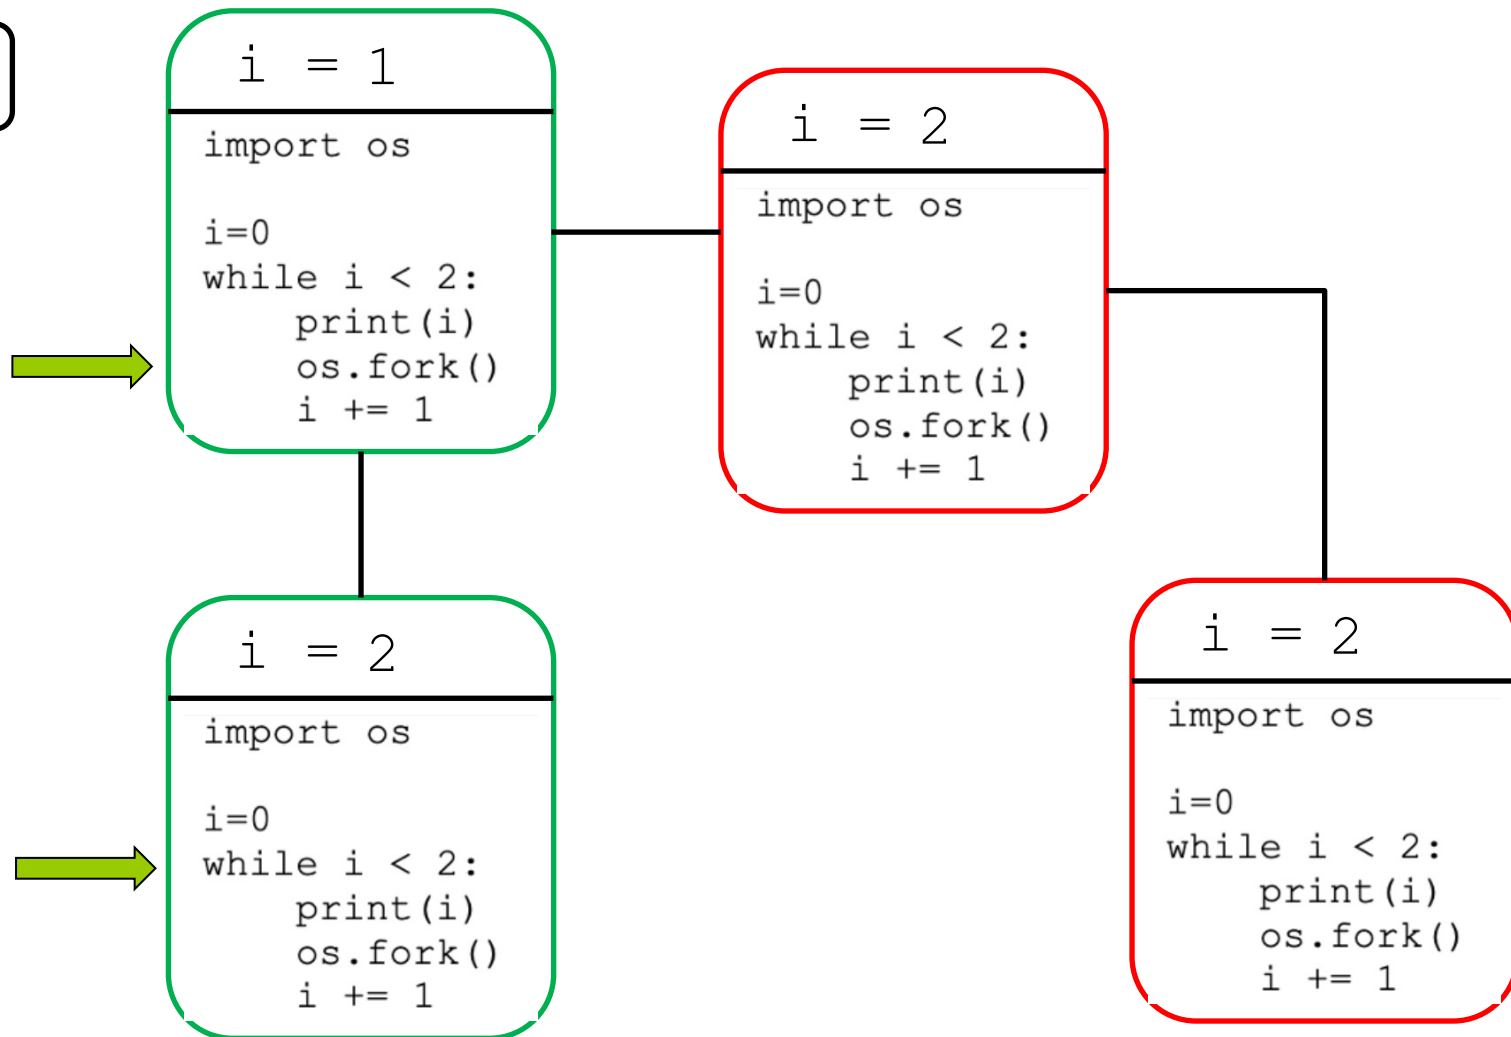 i = 1
import os
i=0
while i < 2:
print(i)
os.fork()
i += 1
i = 2
import os
i=0
while i < 2:
print(i)
os.fork()
i += 1
i = 2
import os
i=0
while i < 2:
print(i)
os.fork()
i += 1
i = 2
import os
i=0
while i < 2:
print(i)
os.fork()
i += 1